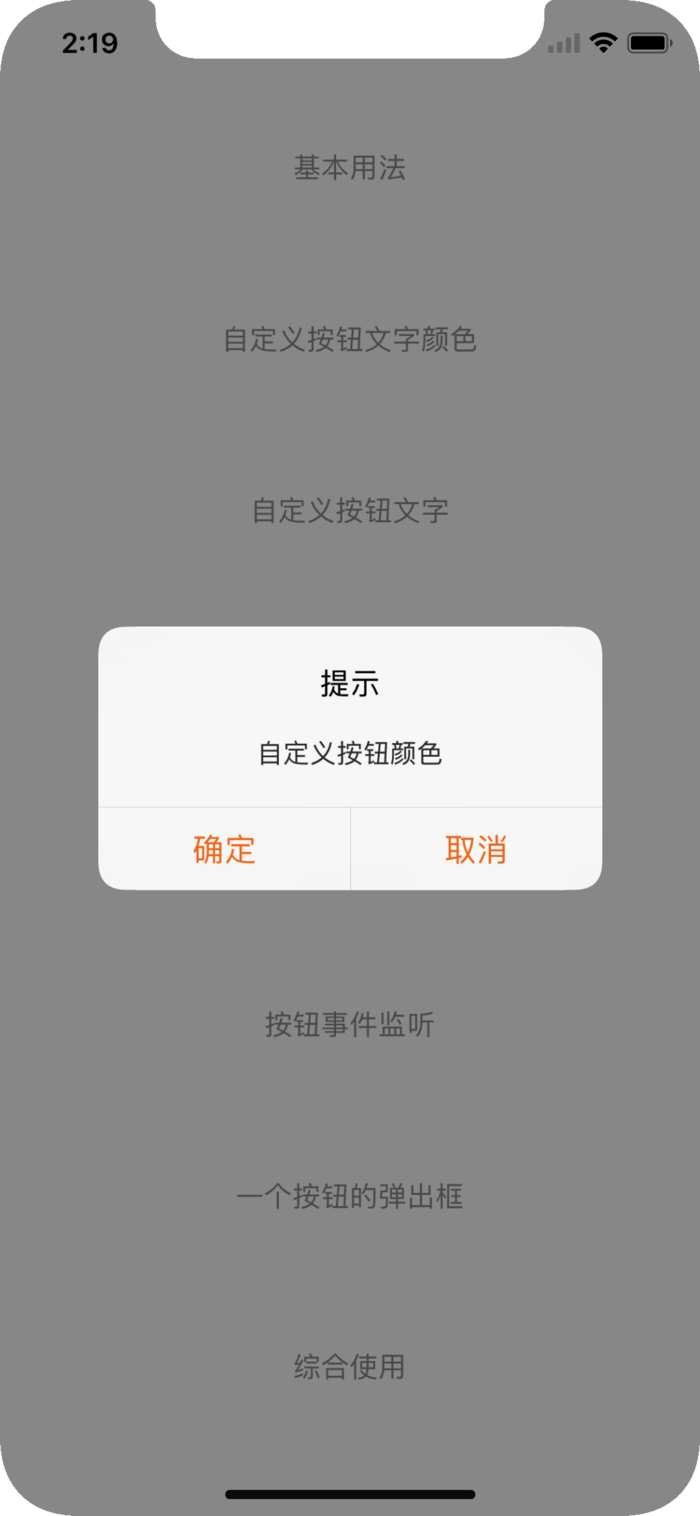 2:19
基本用法
自定义按钮文字颜色
自定义按钮文字
提示
自定义按钮颜色
确定 取消
按钮事件监听
一个按钮的弹出框
综合使用